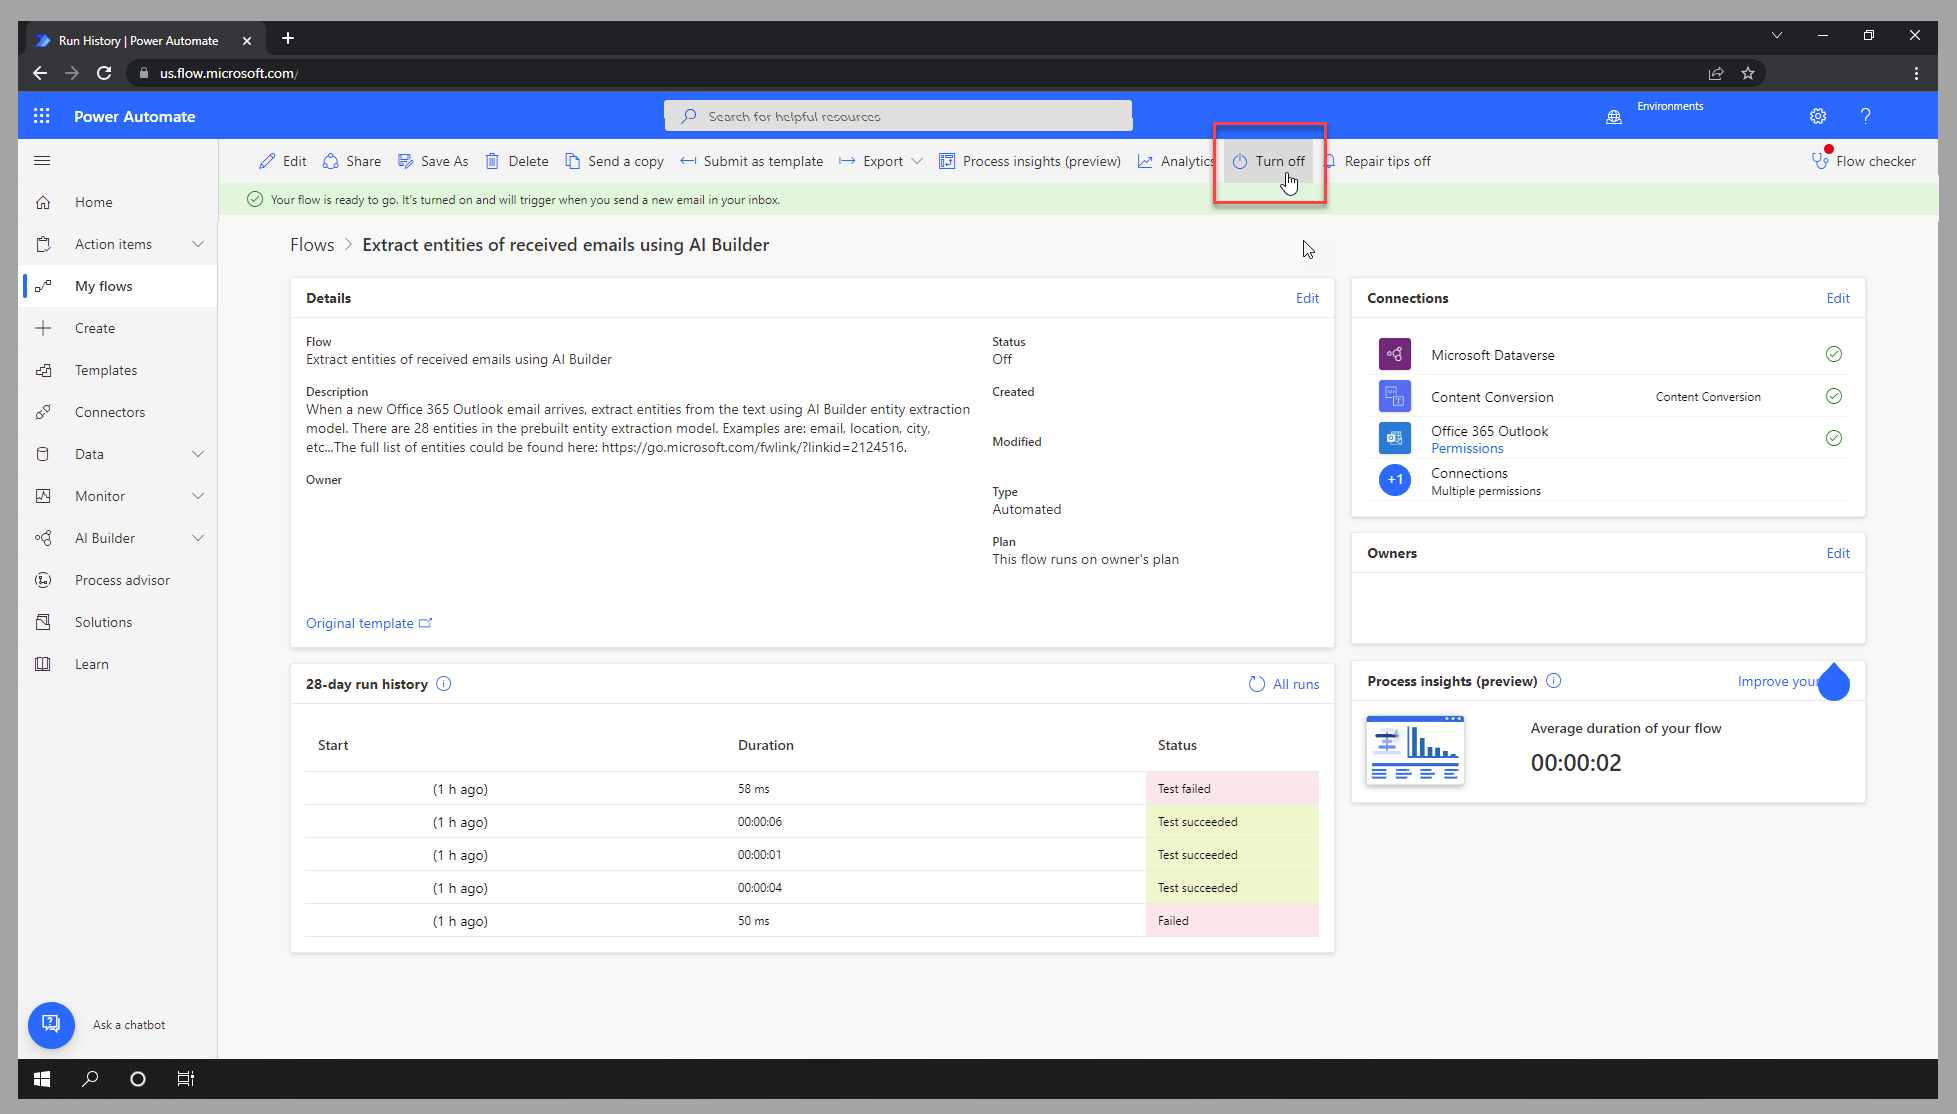 Run History | Power Automate
us.flow.microsoft.com/
Power Automate
Search for helpful resources
Environments
Edit
Share
Save As
Delete
Send a copy
Submit as template
Export
Process insights (preview)
Analytics
Turn off
Repair tips off
Flow checker
Your flow is ready to go. It's turned on and will trigger when you send a new email in your inbox.
Home
Action items
My flows
Create
Templates
Connectors
Data
Monitor
AI Builder
Process advisor
Solutions
Learn
Ask a chatbot
Flows > Extract entities of received emails using AI Builder
Details
Edit
Flow
Extract entities of received emails using AI Builder
Description
When a new Office 365 Outlook email arrives, extract entities from the text using AI Builder entity extraction
model. There are 28 entities in the prebuilt entity extraction model. Examples are: email, location, city,
etc...The full list of entities could be found here: https://go.microsoft.com/fwlink/?linkid=2124516.
Owner
Status
Off
Created
Modified
Type
Automated
Plan
This flow runs on owner's plan
Original template
Connections
Edit
Microsoft Dataverse
Content Conversion
Content Conversion
Office 365 Outlook
Permissions
+1
Connections
Multiple permissions
Owners
Edit
28-day run history
All runs
Start
Duration
Status
(1 h ago)
58 ms
Test failed
(1 h ago)
00:00:06
Test succeeded
(1 h ago)
00:00:01
Test succeeded
(1 h ago)
00:00:04
Test succeeded
(1 h ago)
50 ms
Failed
Process insights (preview)
Improve your
Average duration of your flow
00:00:02